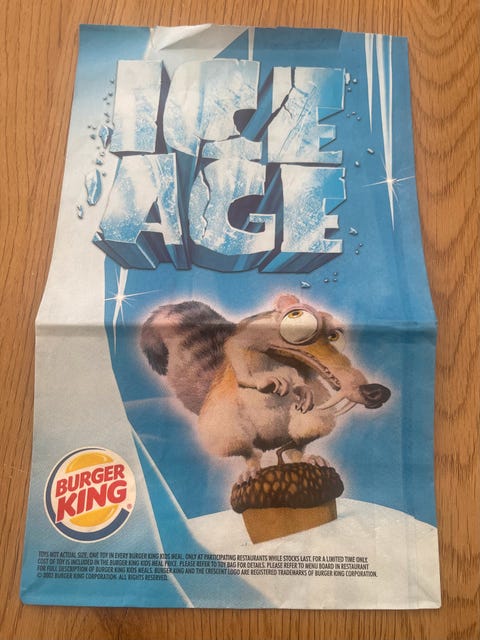 ICE
AGE
BURGER
KING
®
TOYS NOT ACTUAL SIZE. ONE TOY IN EVERY BURGER KING KIDS MEAL. ONLY AT PARTICIPATING RESTAURANTS WHILE STOCKS LAST. FOR A LIMITED TIME ONLY.
COST OF TOY IS INCLUDED IN THE BURGER KING KIDS MEAL PRICE. PLEASE REFER TO TOY BAG FOR DETAILS. PLEASE REFER TO MENU BOARD IN RESTAURANT
FOR FULL DESCRIPTION OF BURGER KING KIDS MEALS. BURGER KING AND THE CRESCENT LOGO ARE REGISTERED TRADEMARKS OF BURGER KING CORPORATION.
© 2002 BURGER KING CORPORATION. ALL RIGHTS RESERVED.